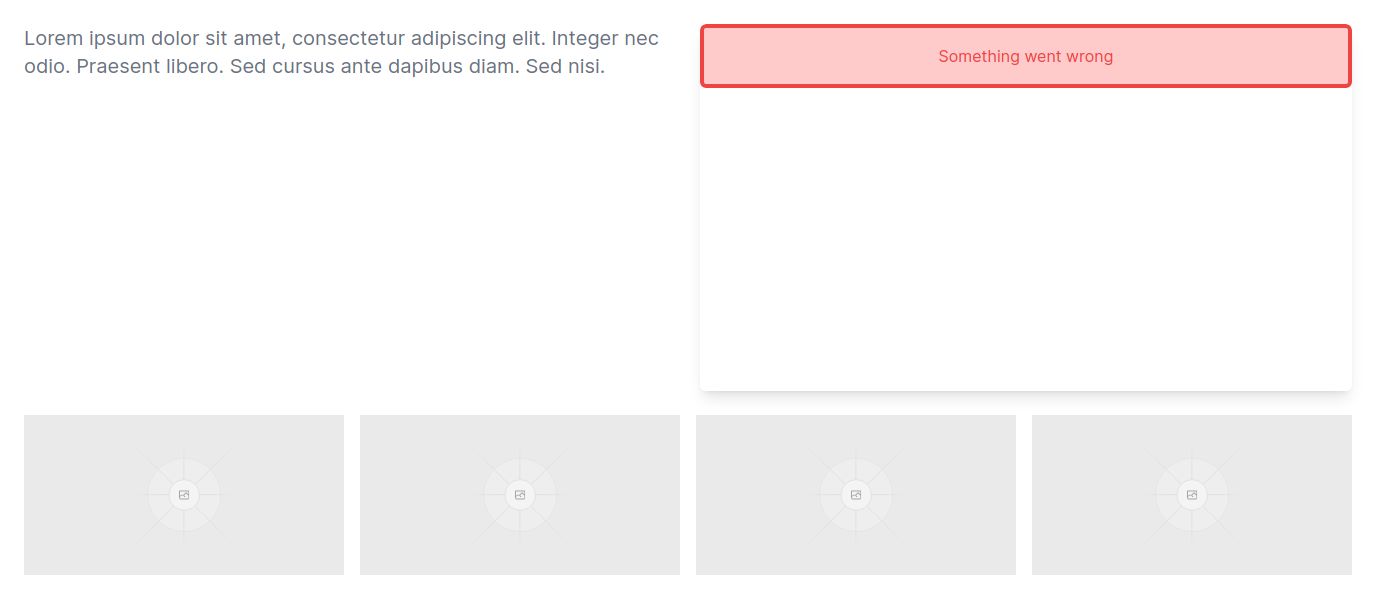 Lorem ipsum dolor sit amet, consectetur adipiscing elit. Integer nec
odio. Praesent libero. Sed cursus ante dapibus diam. Sed nisi.
Something went wrong